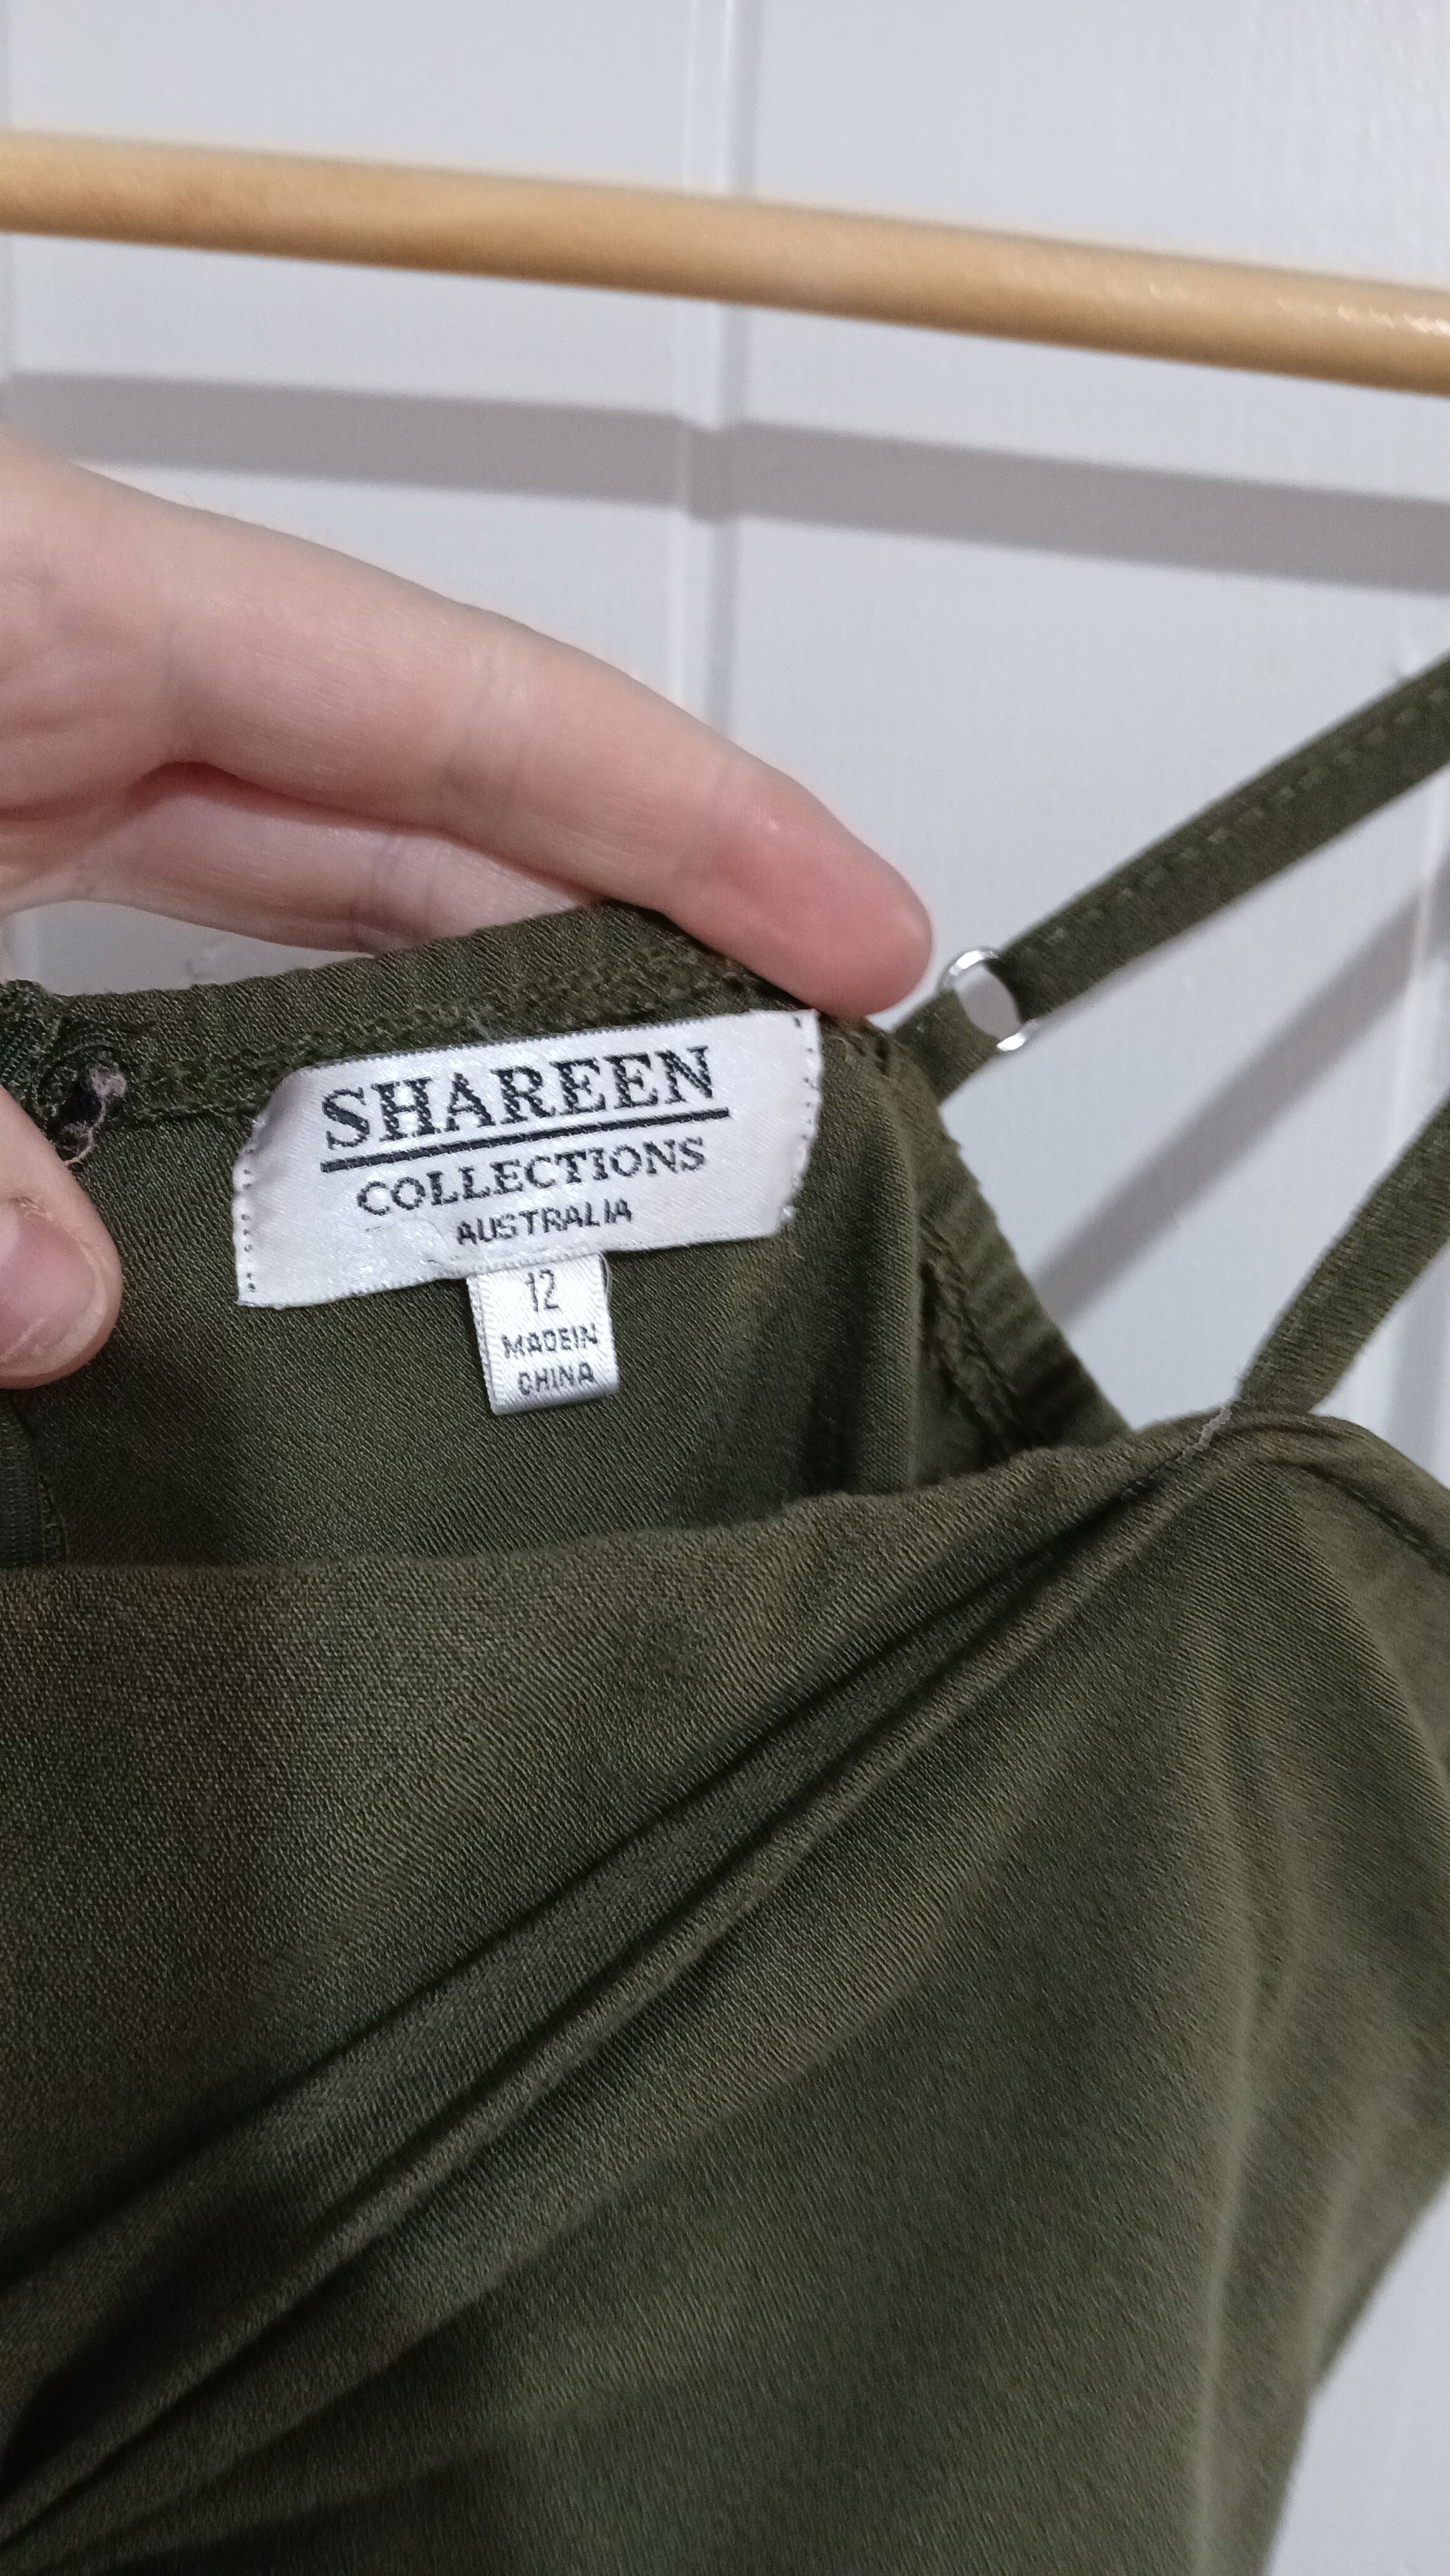 SHAREEN
COLLECTIONS
AUSTRALIA
12
MADE IN
CHINA